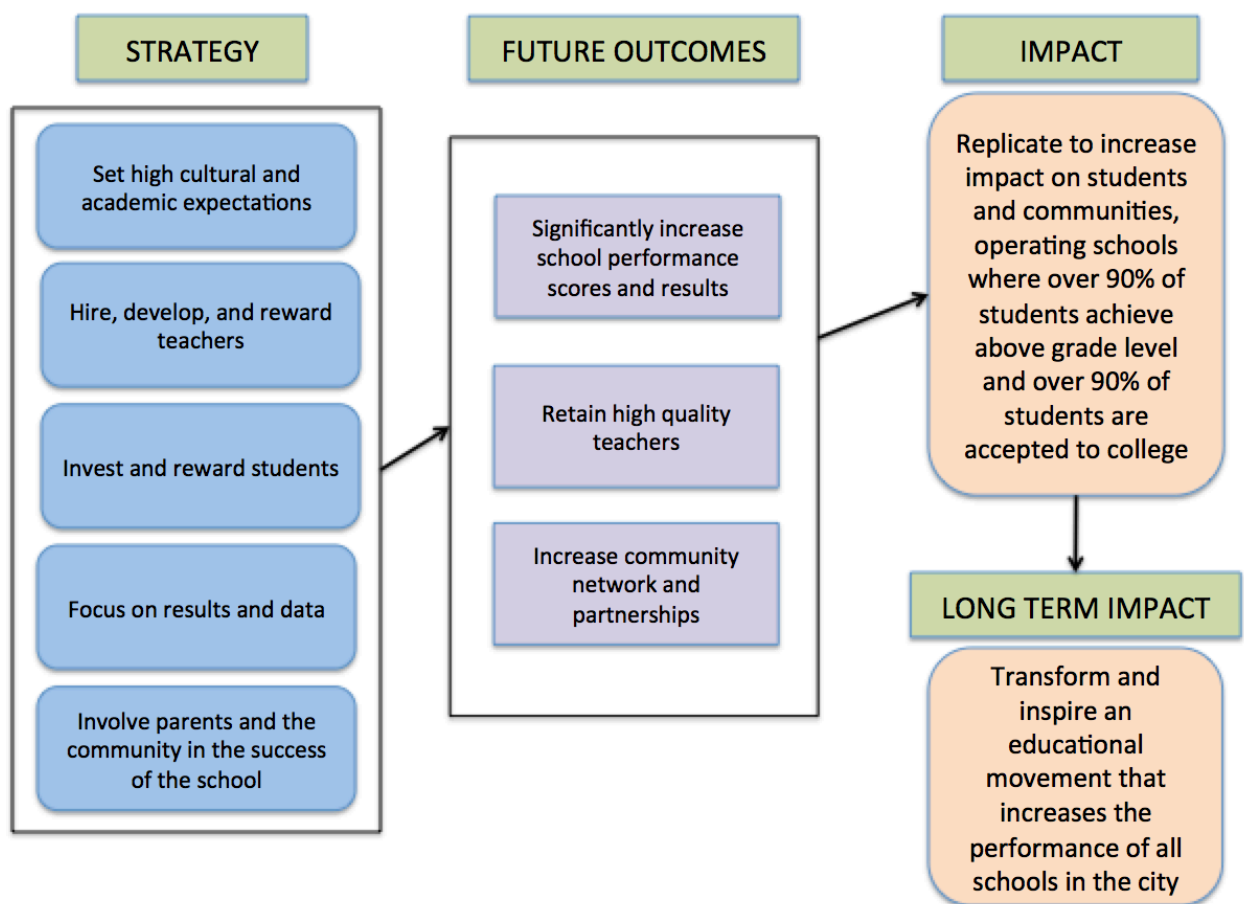 STRATEGY
Set high cultural and
academic expectations
Hire, develop, and reward
teachers
Invest and reward students
Focus on results and data
Involve parents and the
community in the success
of the school
FUTURE OUTCOMES
Significantly increase
school performance
scores and results
Retain high quality
teachers
Increase community
network and
partnerships
IMPACT
Replicate to increase
impact on students
and communities,
operating schools
where over 90% of
students achieve
above grade level
and over 90% of
students are
accepted to college
LONG TERM IMPACT
Transform and
inspire an
educational
movement that
increases the
performance of all
schools in the city